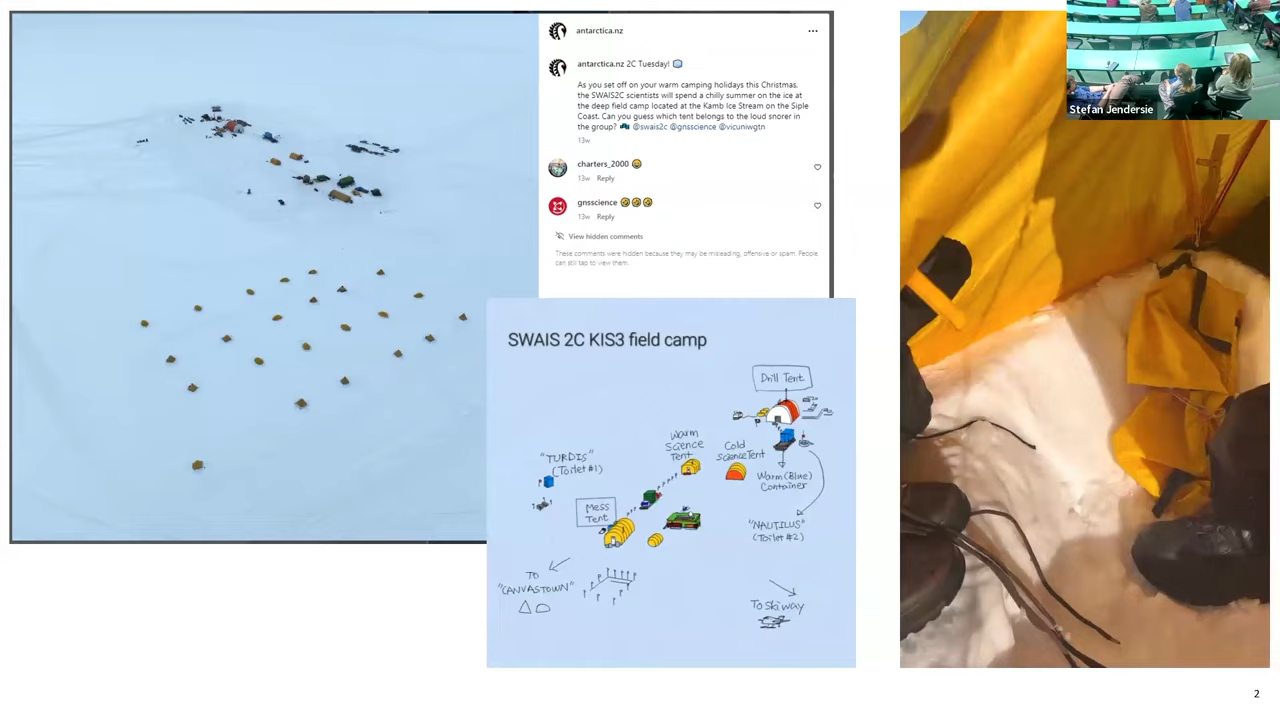 antarctica.nz
antarctica.nz 2C Tuesday!
As you set off on your warm camping holidays this Christmas,
the SWAIS2C scientists will spend a chilly summer on the ice at
the deep field camp located at the Kamb Ice Stream on the Siple
Coast. Can you guess which tent belongs to the loud snorer in
the group? @swais2c @gnsscience @vicuniwgtn
13w
charters_2000
13w Reply
gnsscience
13w Reply
View hidden comments
These comments were hidden because they may be misleading, offensive or spam. People
can still tap to view them.
Stefan Jendersie
SWAIS 2C KIS3 field camp
Drill Tent
Warm
Science
Tent
Cold
Science Tent
"TURDIS"
(Toilet #1)
Warm (Blue)
Container
Mess
Tent
"NAUTILUS"
(Toilet #2)
TO
"CANVASTOWN"
To skiway
2